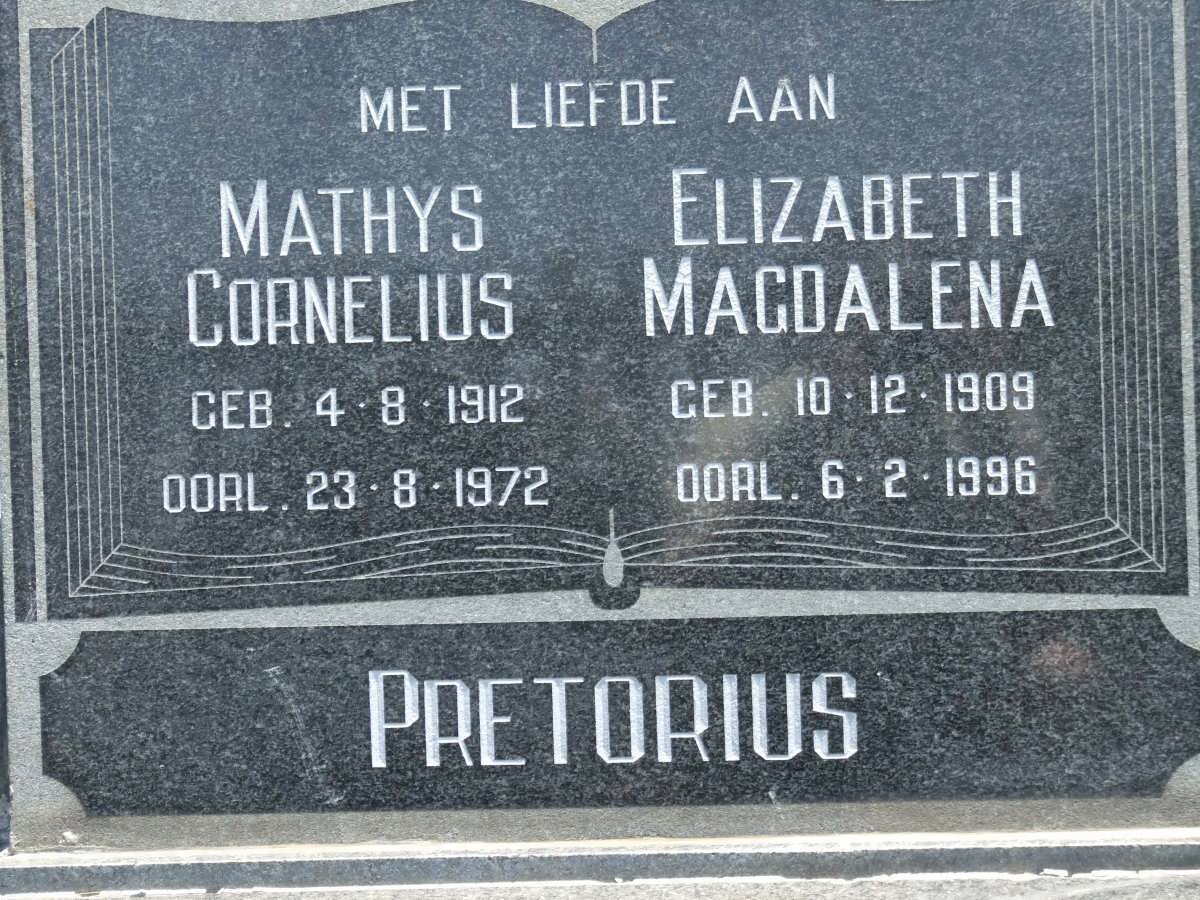 MET LIEFDE AAN
MATHYS
CORNELIUS
GEB. 4·8·1912
OORL. 23·8·1972
ELIZABETH
MAGDALENA
GEB. 10·12·1909
OORL. 6·2·1996
PRETORIUS